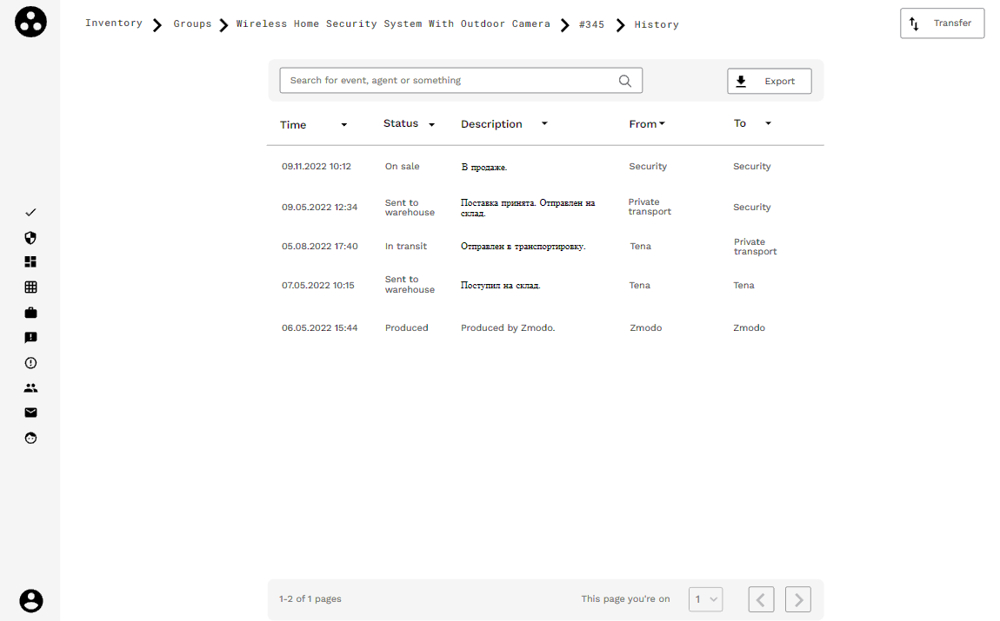 Inventory Groups Wireless Home Security System With Outdoor Camera #345 History
Transfer
Search for event, agent or something
Export
Time Status Description From To
09.11.2022 10:12 On sale В продаже. Security Security
09.05.2022 12:34 Sent to warehouse Поставка принята. Отправлен на склад. Private transport Security
05.08.2022 17:40 In transit Отправлен в транспортировку. Tena Private transport
07.05.2022 10:15 Sent to warehouse Поступил на склад. Tena Tena
06.05.2022 15:44 Produced Produced by Zmodo. Zmodo Zmodo
1-2 of 1 pages This page you're on 1